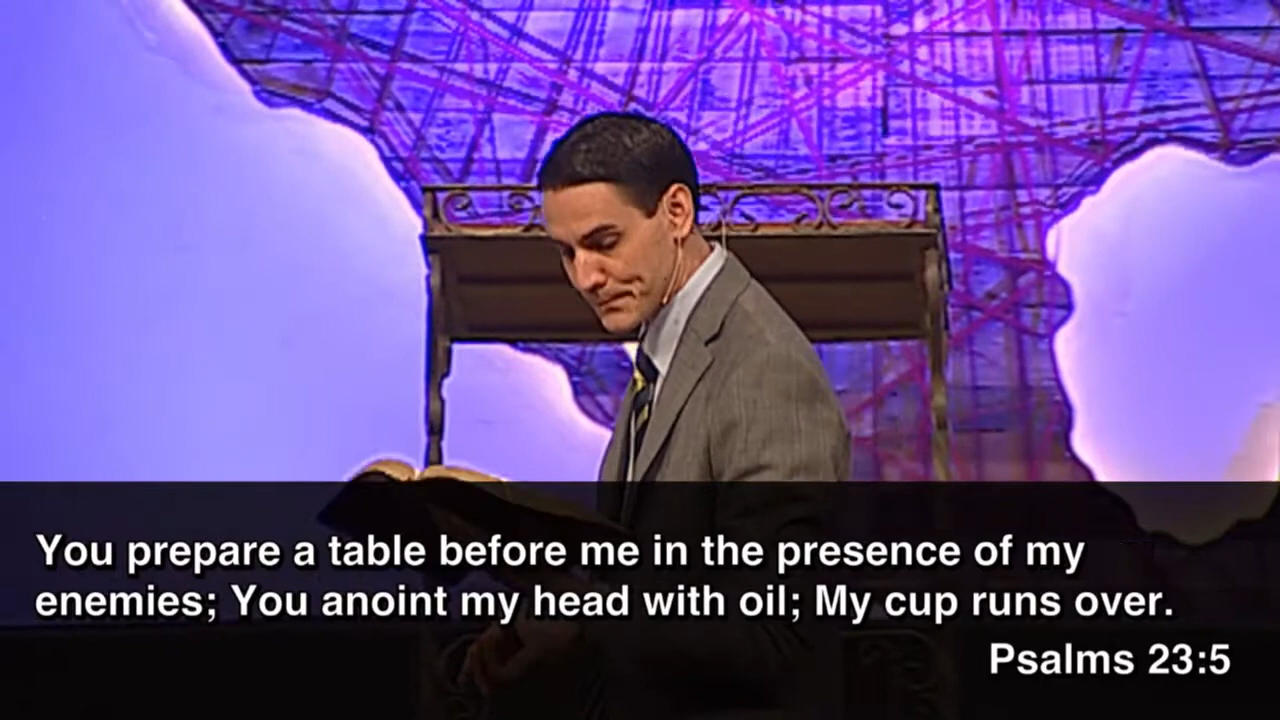 You prepare a table before me in the presence of my
enemies; You anoint my head with oil; My cup runs over.
Psalms 23:5